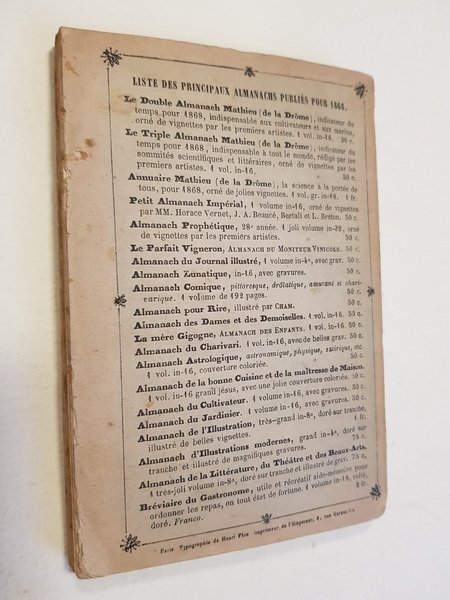 LISTE DES PRINCIPAUX ALMANACHS PUBLIÉS POUR 1868.
Le Double Almanach Mathieu (de la Drôme), indicateur du
temps pour 1868, indispensable aux cultivateurs et aux marins,
orné de vignettes par les premiers artistes. 1 vol. in-16. 30 c.
Le Triple Almanach Mathieu (de la Drôme), indicateur du
temps pour 1868, indispensable à tout le monde, rédigé par les
sommités scientifiques et littéraires, orné de vignettes par les
premiers artistes. 1 vol. in-16. 50 c.
Annuaire Mathieu (de la Drôme), la science à la portée de
tous, pour 1868, orné de jolies vignettes. 1 vol. gr. in-18. 1 fr.
Petit Almanach Impérial, 1 volume in-16, orné de vignettes
par MM. Horace Vernet, J. A. Beaucé, Bertall et L. Breton. 50 c.
Almanach Prophétique, 28e année. 1 joli volume in-32, orné
de vignettes par les premiers artistes. 50 c.
Le Parfait Vigneron, ALMANACH DU MONITEUR VINICOLE. 50 c.
Almanach du Journal illustré, 1 volume in-4°, avec grav. 50 c.
Almanach Lunatique, in-16, avec gravures. 50 c.
Almanach Comique, pittoresque, drôlatique, amusant et chari-
varique. 1 volume de 192 pages. 50 c.
Almanach pour Rire, illustré par CHAM. 50 c.
Almanach des Dames et des Demoiselles. 1 vol. in-16. 50 c.
La mère Gigogne, ALMANACH DES ENFANTS. 1 vol. in-16. 50 c.
Almanach du Charivari. 1 vol. in-16, avec de belles grav. 50 c.
Almanach Astrologique, astronomique, physique, satirique, etc.
1 vol. in-16, couverture coloriée. 50 c.
Almanach de la bonne Cuisine et de la maîtresse de Maison.
1 vol. in-16 grand jésus, avec une jolie couverture coloriée. 50 c.
Almanach du Cultivateur. 1 vol. in-16, avec gravures. 50 c.
Almanach du Jardinier. 1 vol. in-16, avec gravures. 50 c.
Almanach de l'Illustration, très-grand in-8°, doré sur tranche,
illustré de belles vignettes. 1 fr.
Almanach d'Illustrations modernes, grand in-4°, doré sur
tranche et illustré de magnifiques gravures. 75 c.
Almanach de la Littérature, du Théâtre et des Beaux-Arts.
1 très-joli volume in-8°, doré sur tranche et illustré de grav. 75 c.
Bréviaire du Gastronome, utile et récréatif aide-mémoire pour
ordonner les repas, en tout état de fortune. 1 volume in-18, relié,
doré. Franco. 2 fr.
Paris. Typographie de Henri Plon, imprimeur de l'Empereur, 8, rue Garancière.